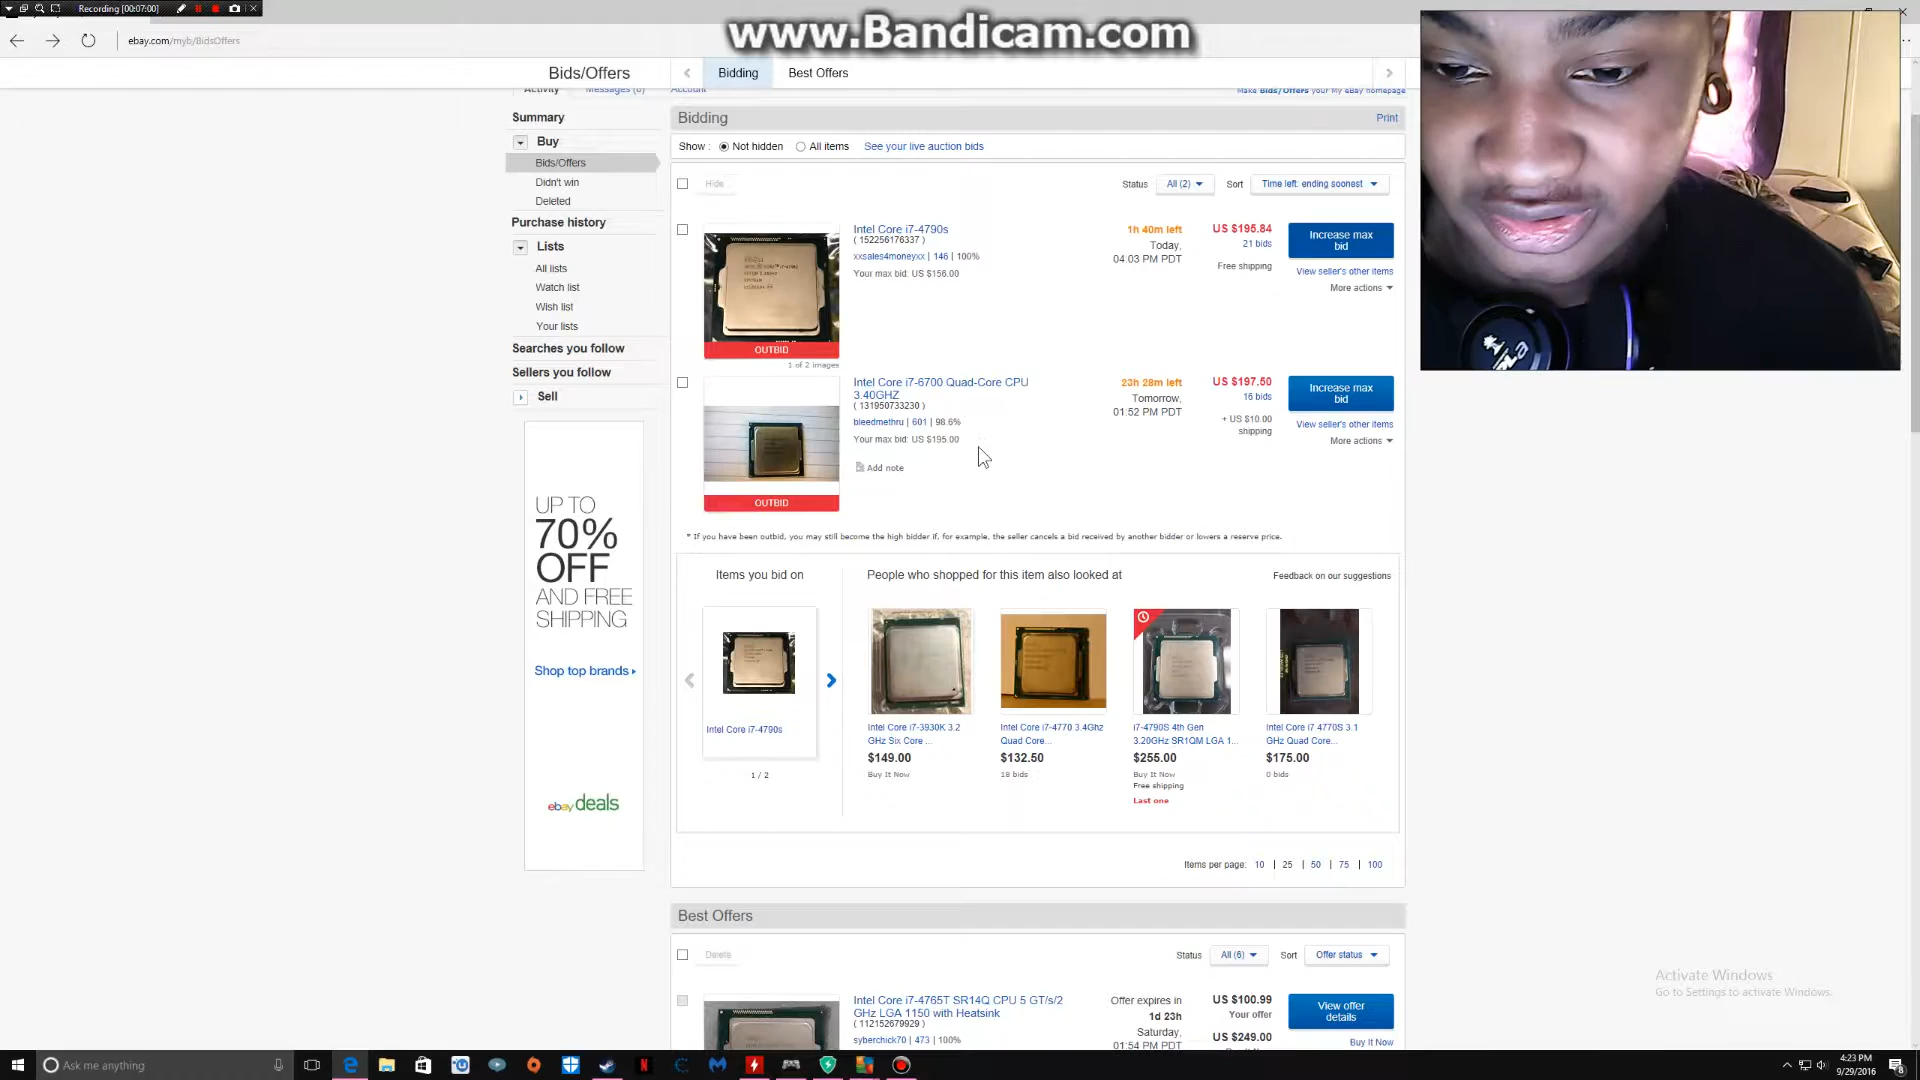 Recording [00:07:00]
www.Bandicam.com
ebay.com/myb/BidsOffers
Bids/Offers
Bidding
Best Offers
Activity Messages (0) Account
Make Bids/Offers your My eBay homepage
Summary
Buy
Bids/Offers
Didn't win
Deleted
Purchase history
Lists
All lists
Watch list
Wish list
Your lists
Searches you follow
Sellers you follow
Sell
UP TO
70%
OFF
AND FREE
SHIPPING
Shop top brands
ebay deals
Bidding
Print
Show : Not hidden All items See your live auction bids
Hide
Status All (2) Sort Time left: ending soonest
Intel Core i7-4790s
( 152256176337 )
xxsales4moneyxx | 146 | 100%
Your max bid: US $156.00
1h 40m left
Today,
04:03 PM PDT
US $195.84
21 bids
Free shipping
Increase max
bid
View seller's other items
More actions
OUTBID
1 of 2 images
Intel Core i7-6700 Quad-Core CPU
3.40GHZ
( 131950733230 )
bleedmethru | 601 | 98.6%
Your max bid: US $195.00
Add note
23h 28m left
Tomorrow,
01:52 PM PDT
US $197.50
16 bids
+ US $10.00
shipping
Increase max
bid
View seller's other items
More actions
OUTBID
* If you have been outbid, you may still become the high bidder if, for example, the seller cancels a bid received by another bidder or lowers a reserve price.
Items you bid on
People who shopped for this item also looked at
Feedback on our suggestions
Intel Core i7-4790s
1 / 2
Intel Core i7-3930K 3.2
GHz Six Core ...
$149.00
Buy It Now
Intel Core i7-4770 3.4Ghz
Quad Core...
$132.50
18 bids
i7-4790S 4th Gen
3.20GHz SR1QM LGA 1...
$255.00
Buy It Now
Free shipping
Last one
Intel Core i7 4770S 3.1
GHz Quad Core...
$175.00
0 bids
Items per page: 10 | 25 | 50 | 75 | 100
Best Offers
Delete
Status All (6) Sort Offer status
Intel Core i7-4765T SR14Q CPU 5 GT/s/2
GHz LGA 1150 with Heatsink
( 112152679929 )
syberchick70 | 473 | 100%
Offer expires in
1d 23h
Saturday,
01:54 PM PDT
US $100.99
Your offer
US $249.00
View offer
details
Buy It Now
Activate Windows
Go to Settings to activate Windows.
Ask me anything
4:23 PM
9/29/2016